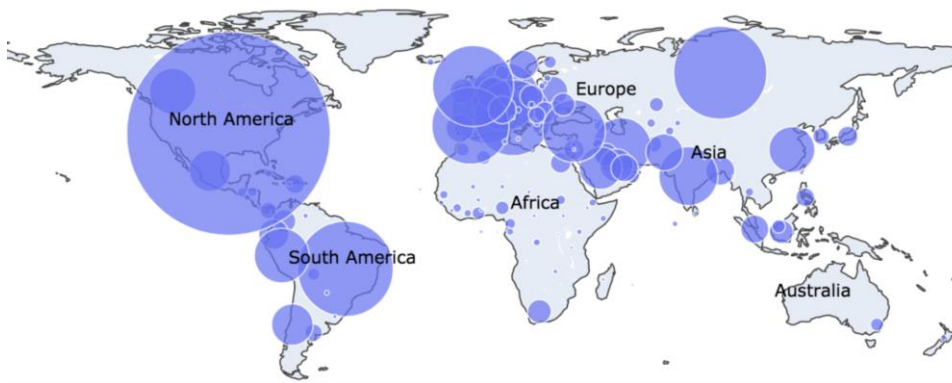 North America
Europe
Asia
Africa
South America
Australia